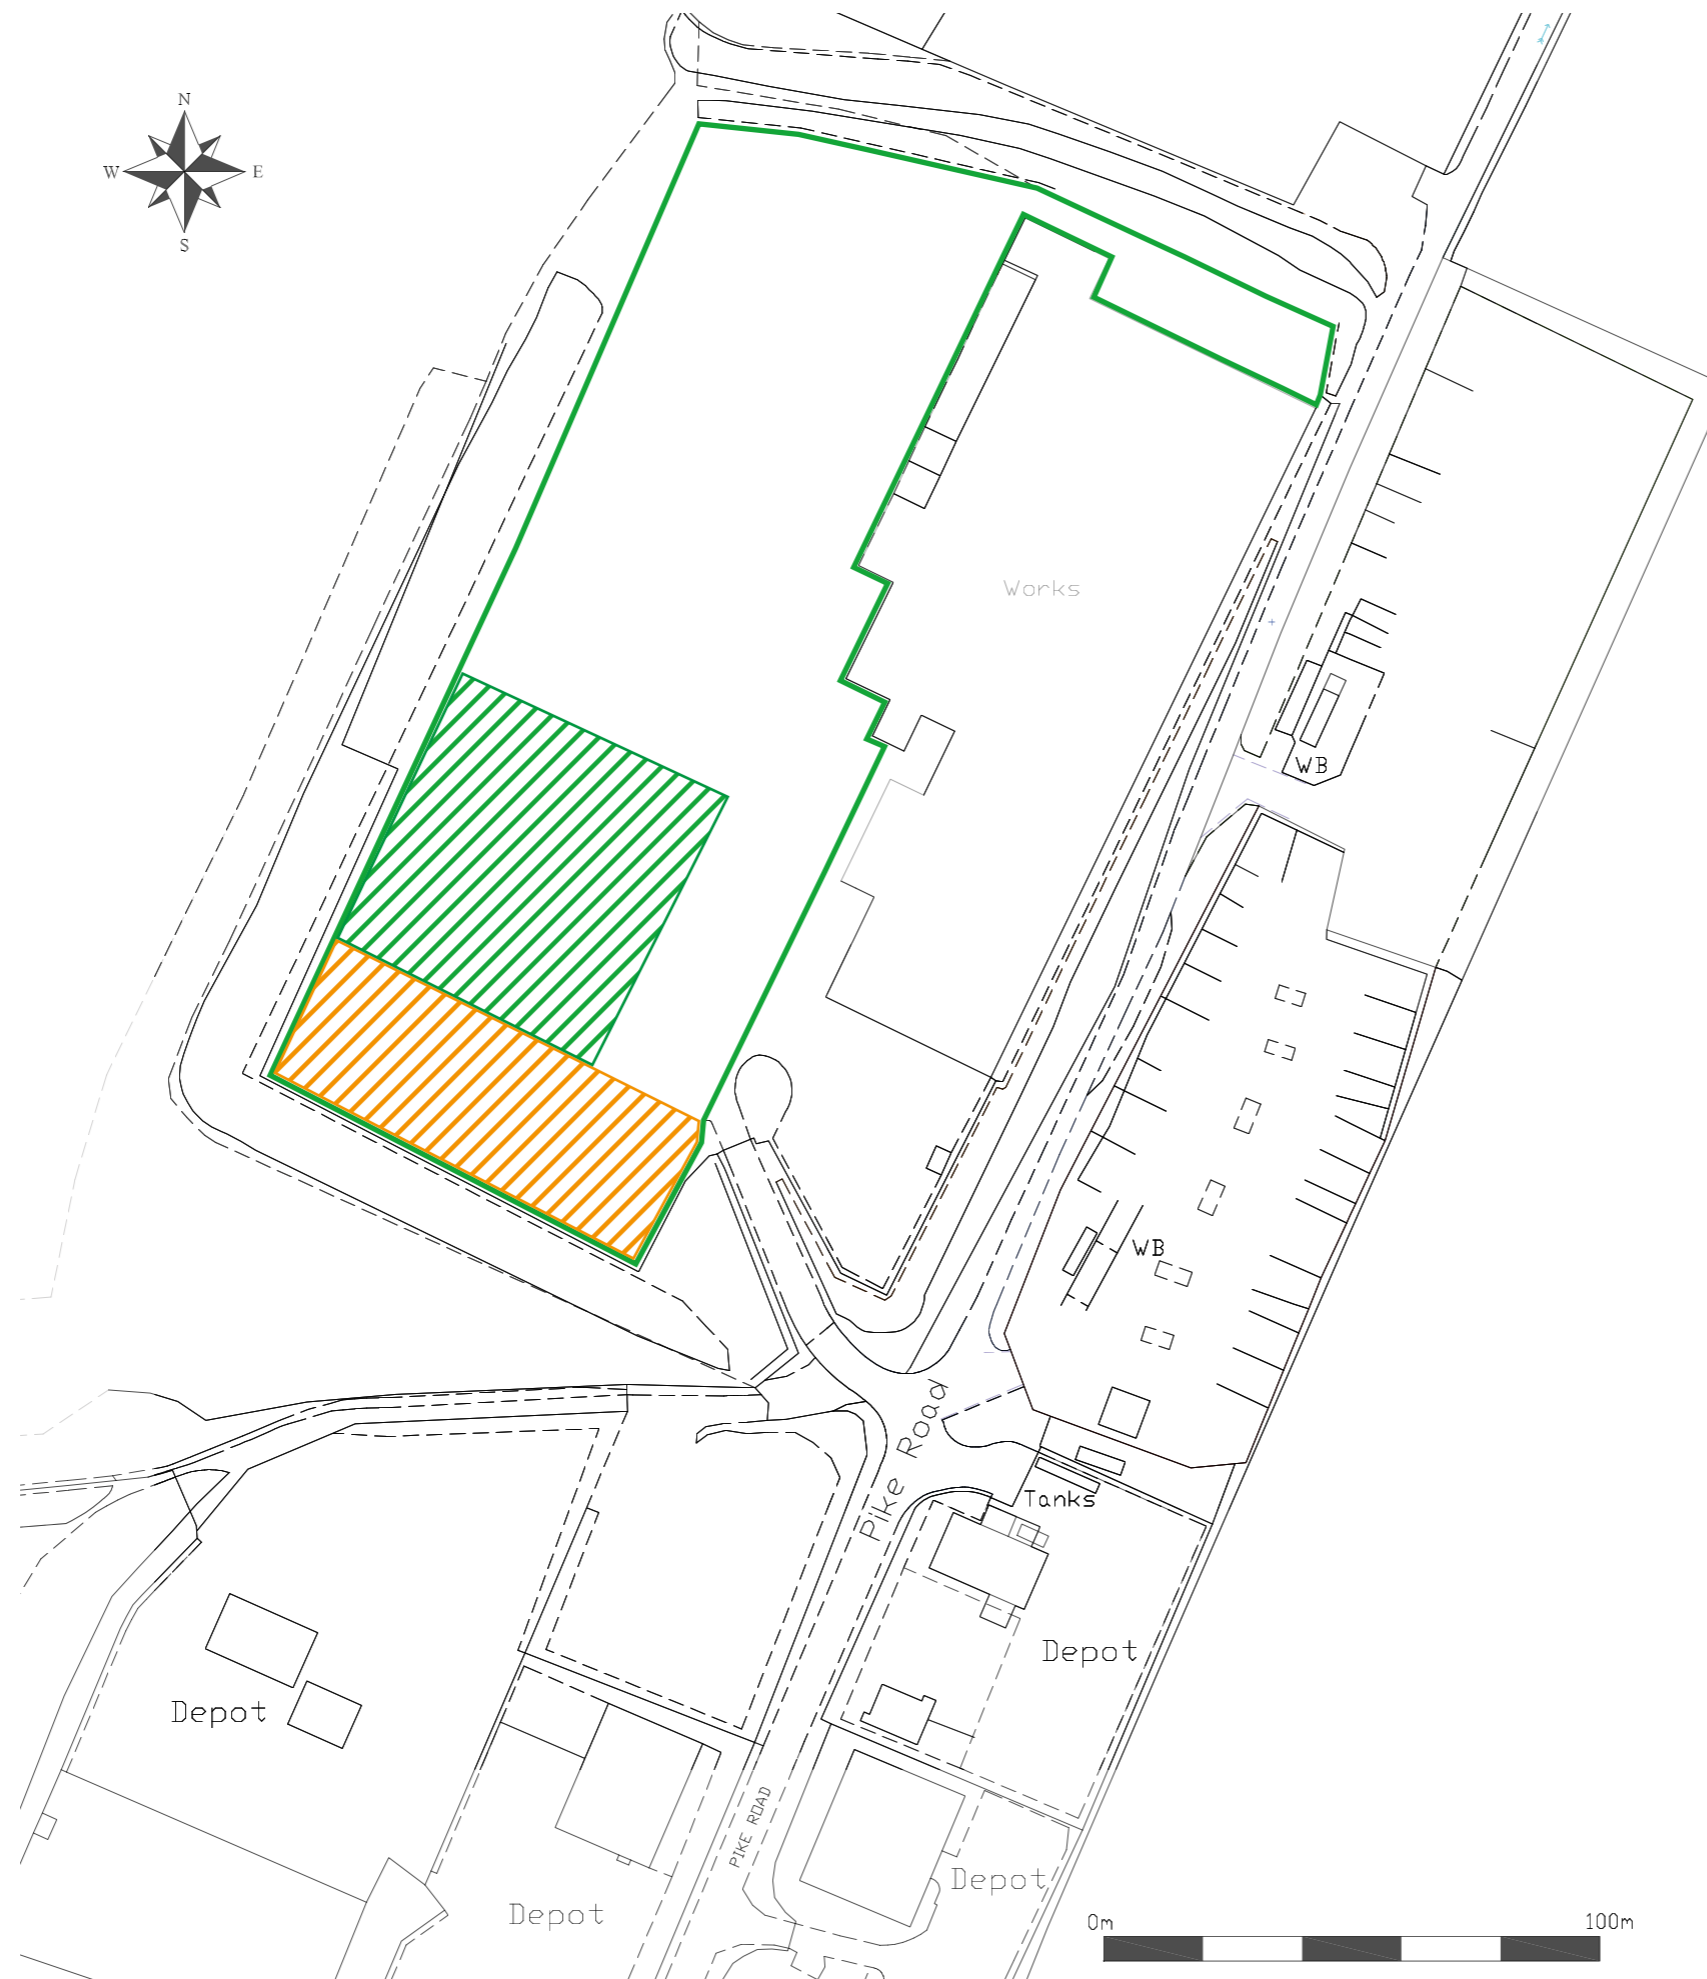 N
W E
S
Works
WB
WB
Pike Road
Tanks
Depot
Depot
PIKE ROAD
Depot
Depot
0m 100m